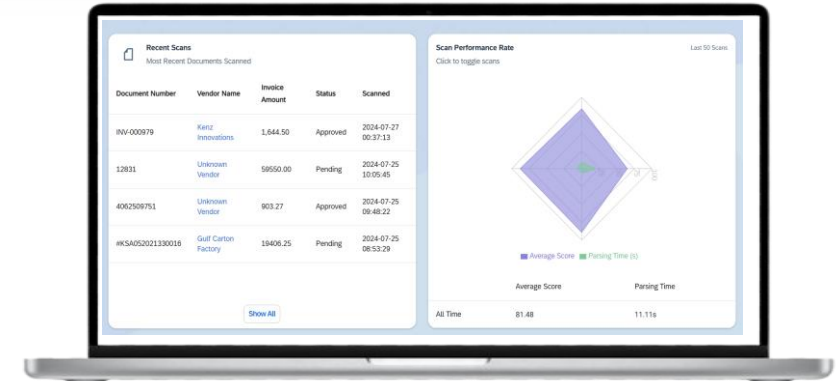 Recent Scans
Most Recent Documents Scanned
Document Number Vendor Name Invoice Amount Status Scanned
INV-000979 Kenz Innovations 1,644.50 Approved 2024-07-27 00:37:13
12831 Unknown Vendor 59550.00 Pending 2024-07-25 10:05:45
4062509751 Unknown Vendor 903.27 Approved 2024-07-25 09:48:22
#KSA052021330016 Gulf Carton Factory 19406.25 Pending 2024-07-25 08:53:29
Show All
Scan Performance Rate
Last 50 Scans
Click to toggle scans
Average Score Parsing Time (s)
Average Score Parsing Time
All Time 81.48 11.11s